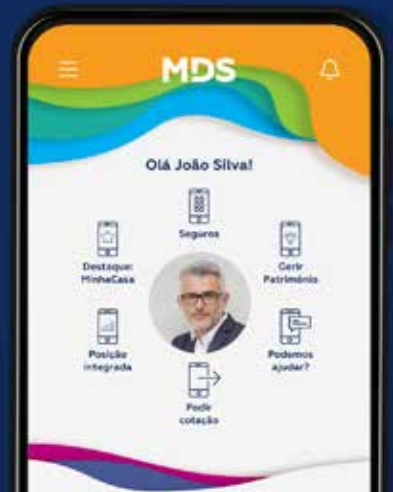 MDS
Olá João Silva!
Seguros
Destaque:
MinhaCasa
Gerir
Património
Posição
integrada
Podemos
ajudar?
Pedir
cotação